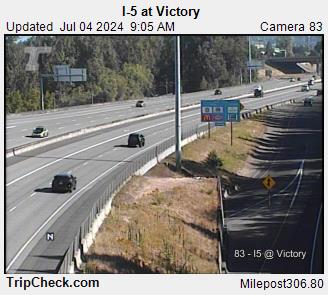 I-5 at Victory
Updated Jul 04 2024 9:05 AM Camera 83
N
83 - I5 @ Victory
TripCheck.com Milepost306.80